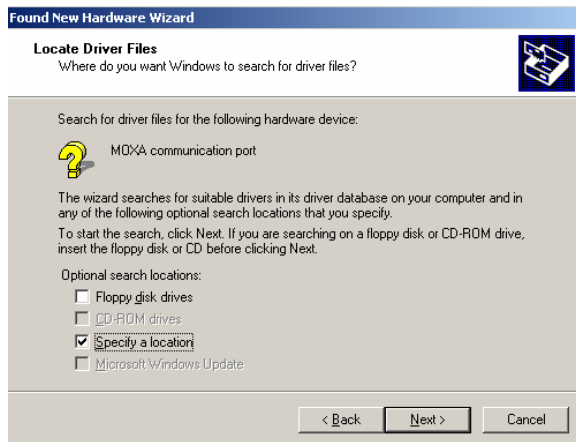 Found New Hardware Wizard
Locate Driver Files
Where do you want Windows to search for driver files?
Search for driver files for the following hardware device:
MOXA communication port
The wizard searches for suitable drivers in its driver database on your computer and in
any of the following optional search locations that you specify.
To start the search, click Next. If you are searching on a floppy disk or CD-ROM drive,
insert the floppy disk or CD before clicking Next.
Optional search locations:
Floppy disk drives
CD-ROM drives
Specify a location
Microsoft Windows Update
< Back Next > Cancel